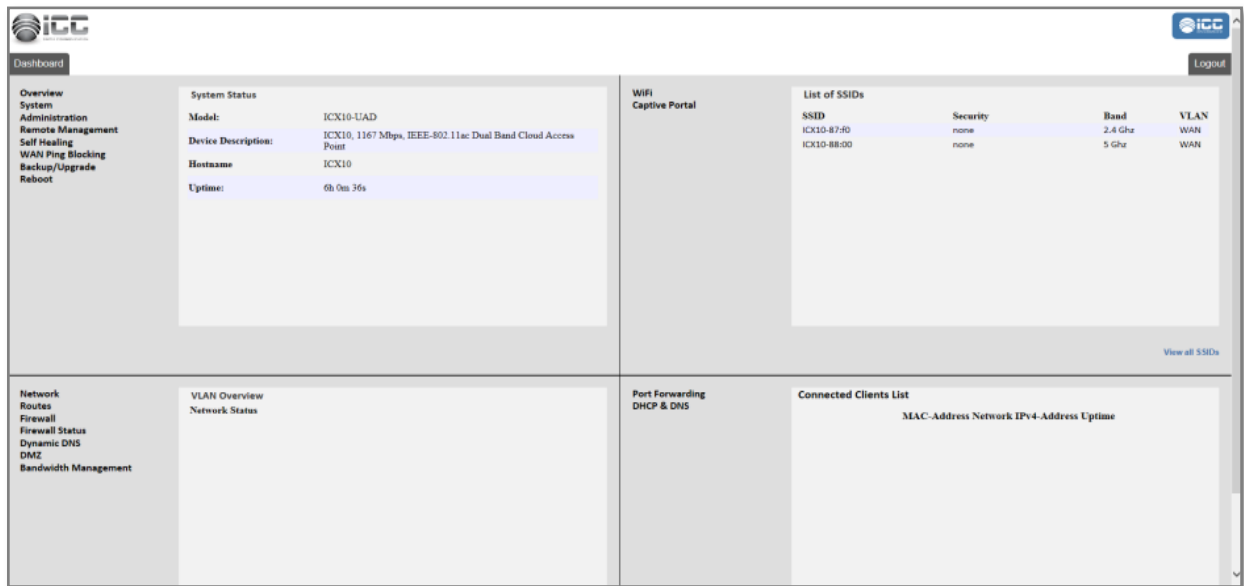 iCC
iCC
Dashboard
Logout
Overview
System
Administration
Remote Management
Self Healing
WAN Ping Blocking
Backup/Upgrade
Reboot
System Status
Model: ICX10-UAD
Device Description: ICX10, 1167 Mbps, IEEE-802.11ac Dual Band Cloud Access
Point
Hostname ICX10
Uptime: 6h 0m 36s
WiFi
Captive Portal
List of SSIDs
SSID Security Band VLAN
ICX10-87:f0 none 2.4 Ghz WAN
ICX10-88:00 none 5 Ghz WAN
View all SSIDs
Network
Routes
Firewall
Firewall Status
Dynamic DNS
DMZ
Bandwidth Management
VLAN Overview
Network Status
Port Forwarding
DHCP & DNS
Connected Clients List
MAC-Address Network IPv4-Address Uptime